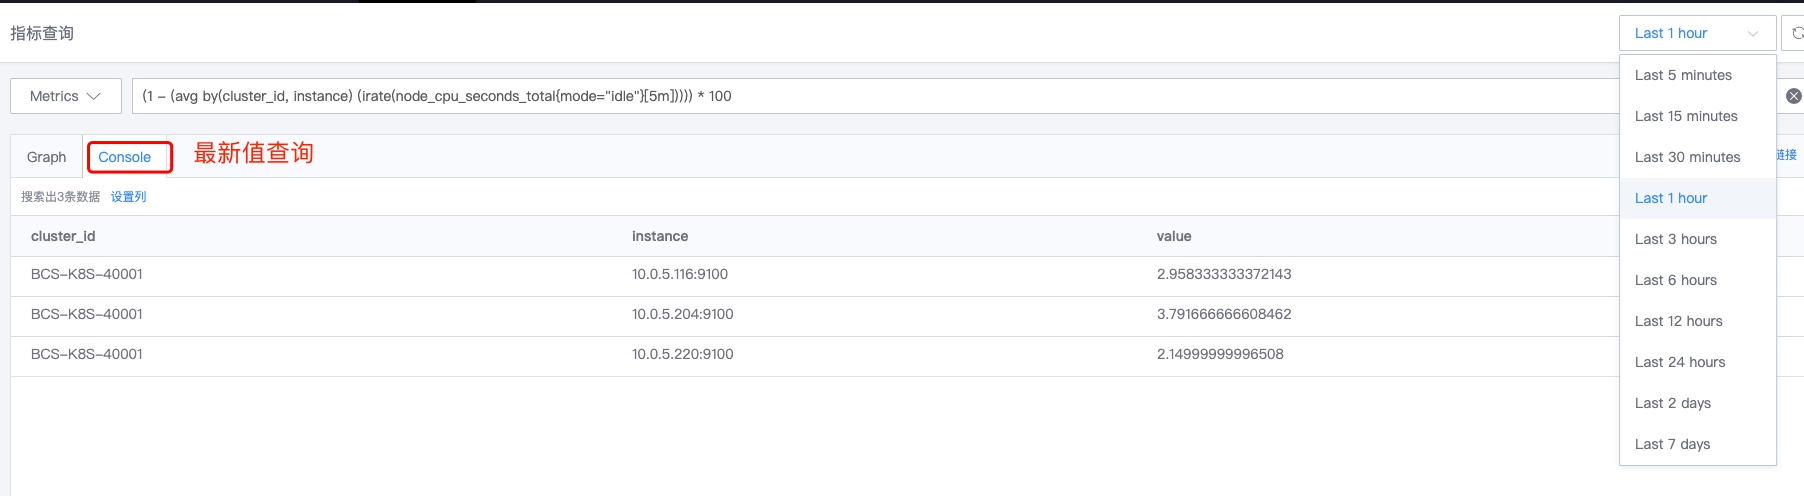 指标查询
Last 1 hour
Metrics
(1 – (avg by(cluster_id, instance) (irate(node_cpu_seconds_total{mode="idle"}[5m])))) * 100
Graph
Console
最新值查询
链接
搜索出3条数据 设置列
cluster_id instance value
BCS-K8S-40001 10.0.5.116:9100 2.958333333372143
BCS-K8S-40001 10.0.5.204:9100 3.791666666608462
BCS-K8S-40001 10.0.5.220:9100 2.14999999996508
Last 5 minutes
Last 15 minutes
Last 30 minutes
Last 1 hour
Last 3 hours
Last 6 hours
Last 12 hours
Last 24 hours
Last 2 days
Last 7 days